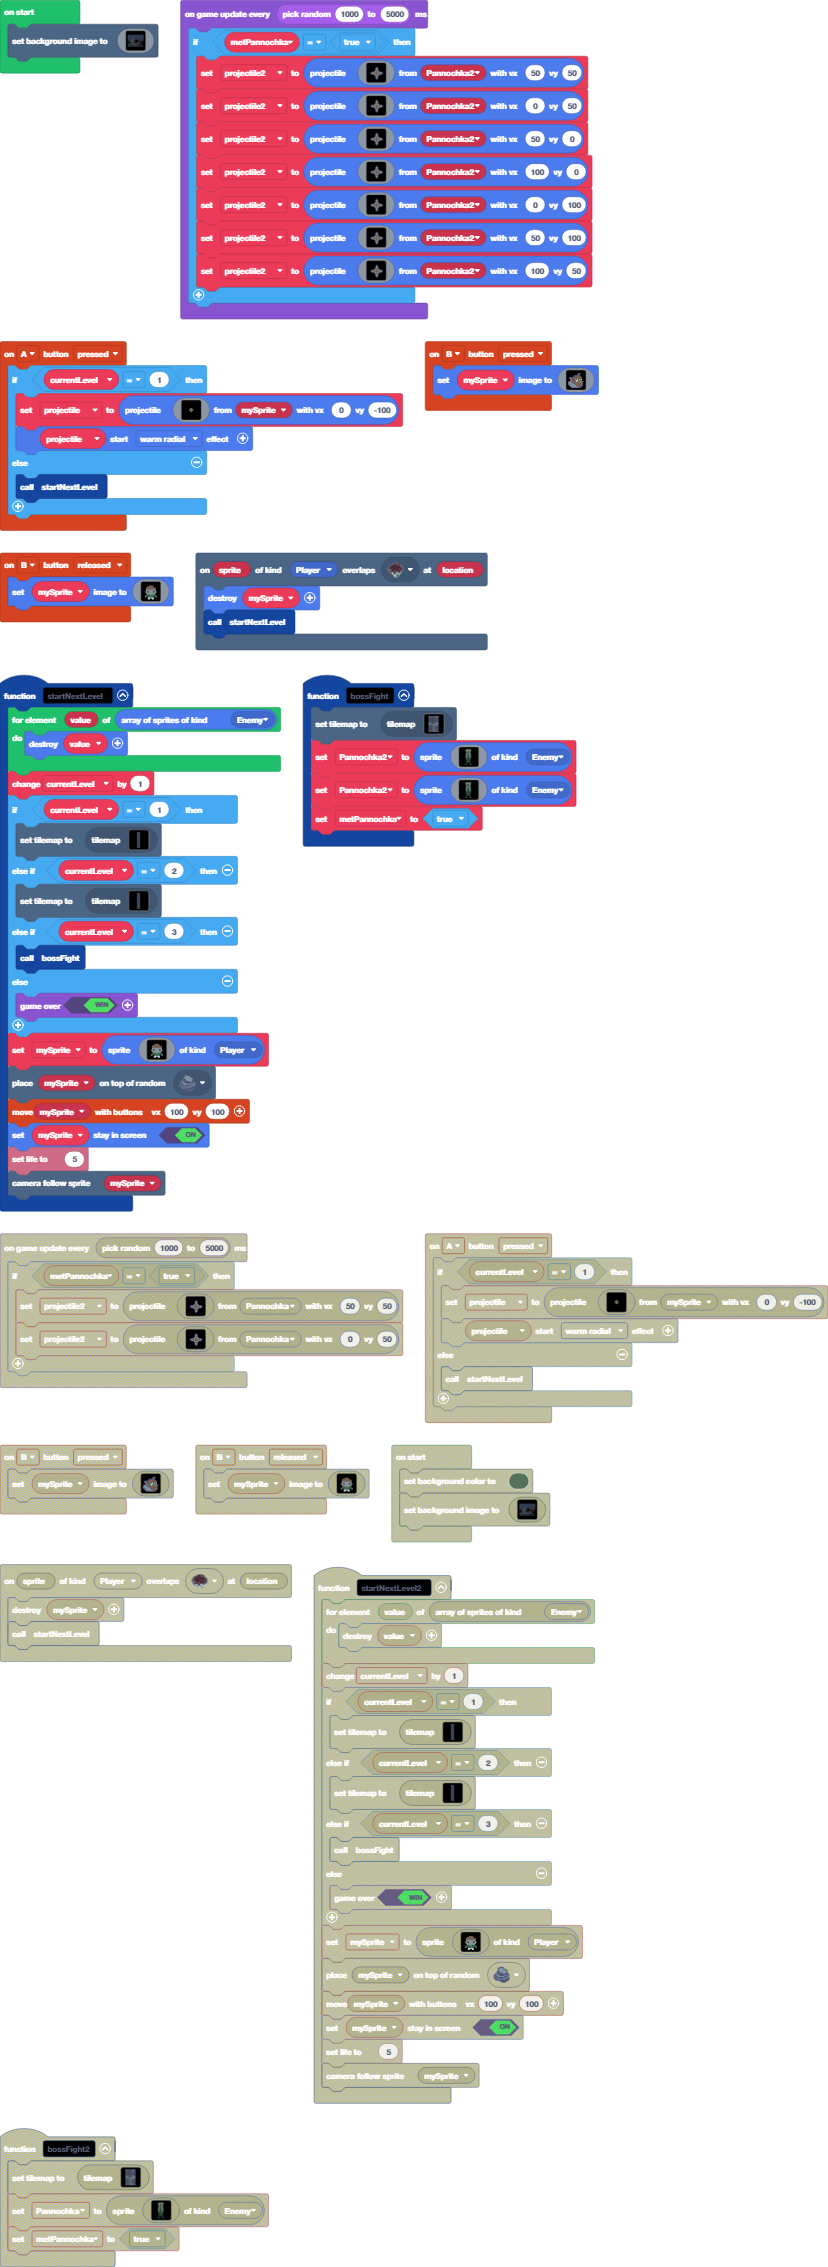 on start
set background image to
on game update every pick random 1000 to 5000 ms
if metPannochka = true then
set projectile2 to projectile from Pannochka2 with vx 50 vy 50
set projectile2 to projectile from Pannochka2 with vx 0 vy 50
set projectile2 to projectile from Pannochka2 with vx 50 vy 0
set projectile2 to projectile from Pannochka2 with vx 100 vy 0
set projectile2 to projectile from Pannochka2 with vx 0 vy 100
set projectile2 to projectile from Pannochka2 with vx 50 vy 100
set projectile2 to projectile from Pannochka2 with vx 100 vy 50
on A button pressed
if currentLevel = 1 then
set projectile to projectile from mySprite with vx 0 vy -100
projectile start warm radial effect
else
call startNextLevel
on B button pressed
set mySprite image to
on B button released
set mySprite image to
on sprite of kind Player overlaps at location
destroy mySprite
call startNextLevel
function startNextLevel
for element value of array of sprites of kind Enemy
do destroy value
change currentLevel by 1
if currentLevel = 1 then
set tilemap to tilemap
else if currentLevel = 2 then
set tilemap to tilemap
else if currentLevel = 3 then
call bossFight
else
game over WIN
set mySprite to sprite of kind Player
place mySprite on top of random
move mySprite with buttons vx 100 vy 100
set mySprite stay in screen ON
set life to 5
camera follow sprite mySprite
function bossFight
set tilemap to tilemap
set Pannochka2 to sprite of kind Enemy
set Pannochka2 to sprite of kind Enemy
set metPannochka to true
on game update every pick random 1000 to 5000 ms
if metPannochka = true then
set projectile2 to projectile from Pannochka with vx 50 vy 50
set projectile2 to projectile from Pannochka with vx 0 vy 50
on A button pressed
if currentLevel = 1 then
set projectile to projectile from mySprite with vx 0 vy -100
projectile start warm radial effect
else
call startNextLevel
on B button pressed
set mySprite image to
on B button released
set mySprite image to
on start
set background color to
set background image to
on sprite of kind Player overlaps at location
destroy mySprite
call startNextLevel
function startNextLevel2
for element value of array of sprites of kind Enemy
do destroy value
change currentLevel by 1
if currentLevel = 1 then
set tilemap to tilemap
else if currentLevel = 2 then
set tilemap to tilemap
else if currentLevel = 3 then
call bossFight
else
game over WIN
set mySprite to sprite of kind Player
place mySprite on top of random
move mySprite with buttons vx 100 vy 100
set mySprite stay in screen ON
set life to 5
camera follow sprite mySprite
function bossFight2
set tilemap to tilemap
set Pannochka to sprite of kind Enemy
set metPannochka to true